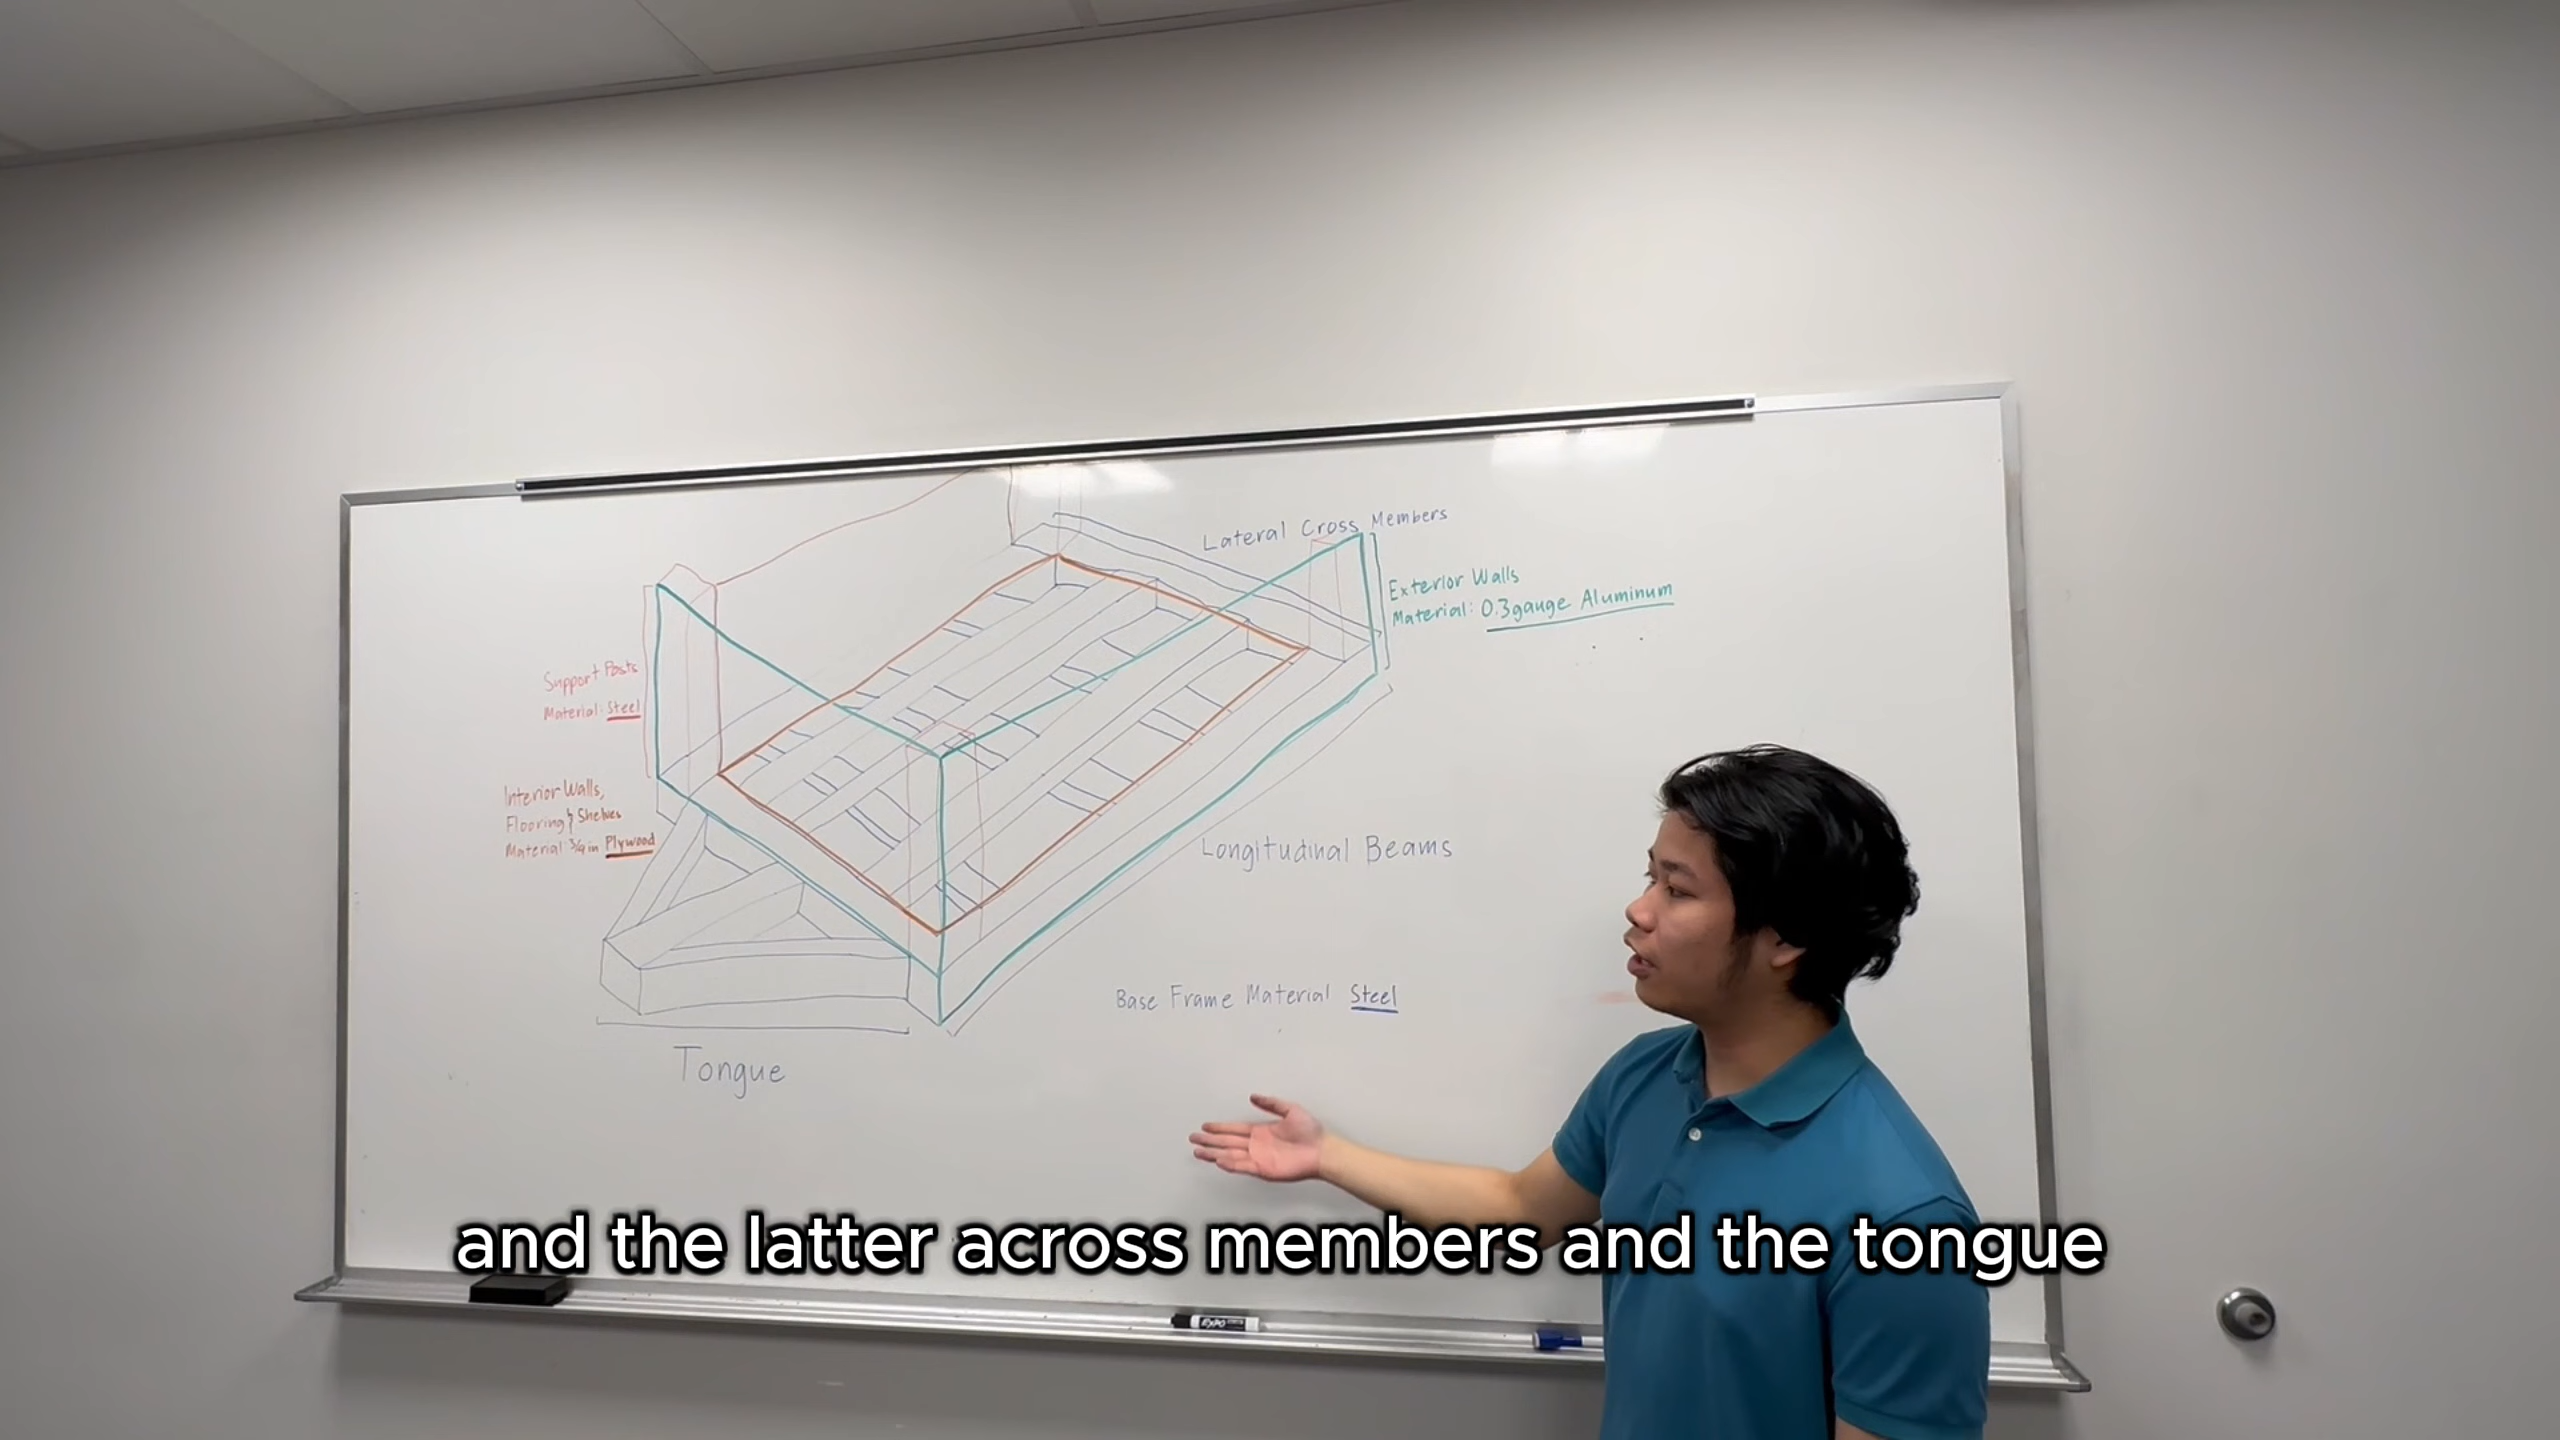 Lateral Cross Members
Exterior Walls
Material: 0.3gauge Aluminum
Support Posts
Material: Steel
Interior Walls,
Flooring & Shelves
Material: 3/4 in Plywood
Longitudinal Beams
Base Frame Material Steel
Tongue
and the latter across members and the tongue
EXPO